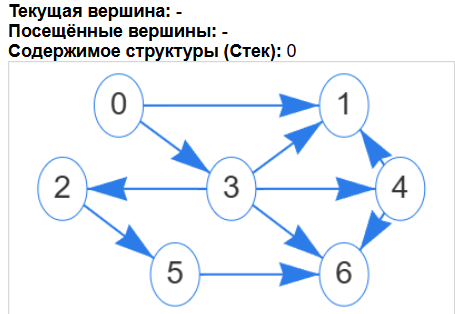 Текущая вершина: -
Посещённые вершины: -
Содержимое структуры (Стек): 0
0 1
2 3 4
5 6